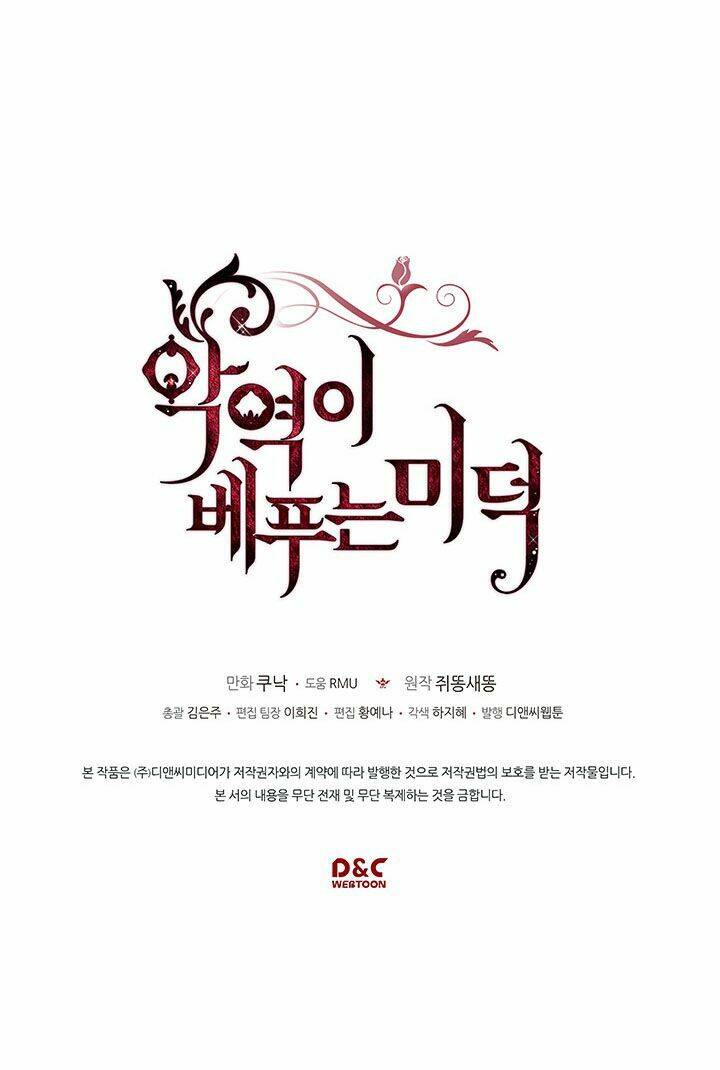 악역이
베푸는 미덕
만화 쿠낙 • 도움 RMU 원작 쥐똥새똥
총괄 김은주 • 편집 팀장 이희진 • 편집 황예나 • 각색 하지혜 • 발행 디앤씨웹툰
본 작품은 (주)디앤씨미디어가 저작권자와의 계약에 따라 발행한 것으로 저작권법의 보호를 받는 저작물입니다.
본 서의 내용을 무단 전재 및 무단 복제하는 것을 금합니다.
D&C
WEBTOON